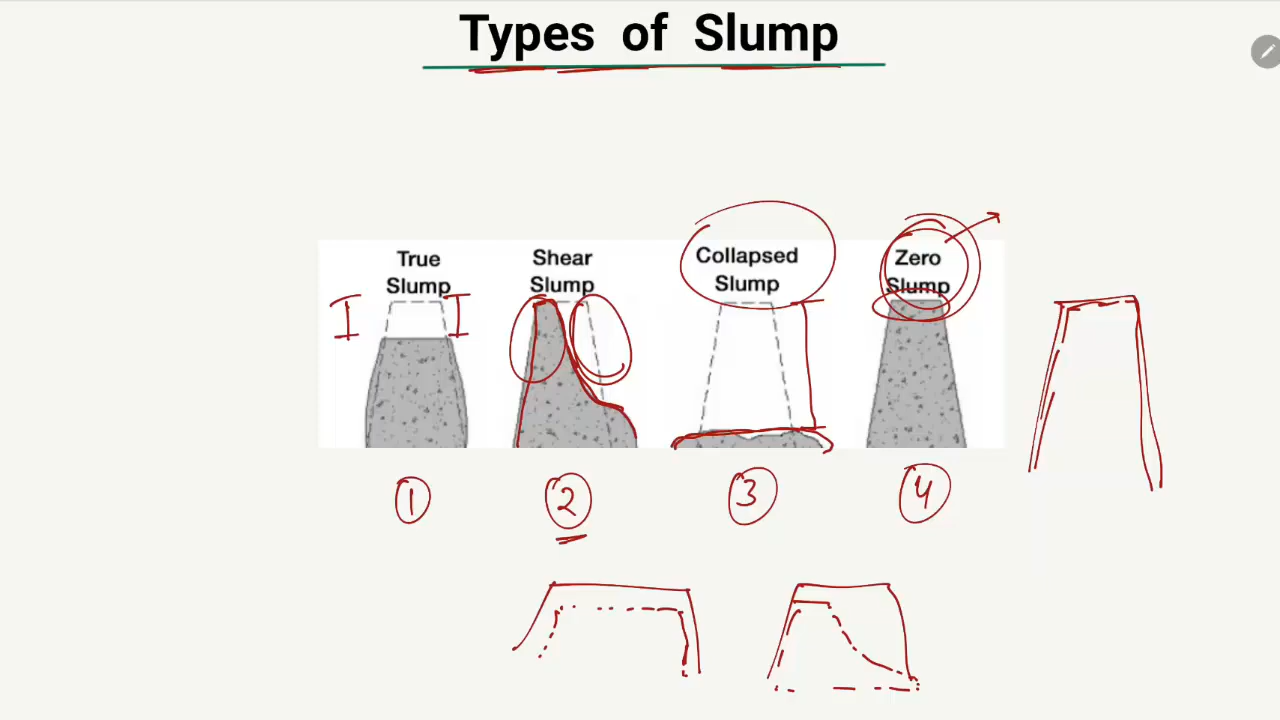 Types of Slump
True
Slump
Shear
Slump
Collapsed
Slump
Zero
Slump
1
2
3
4